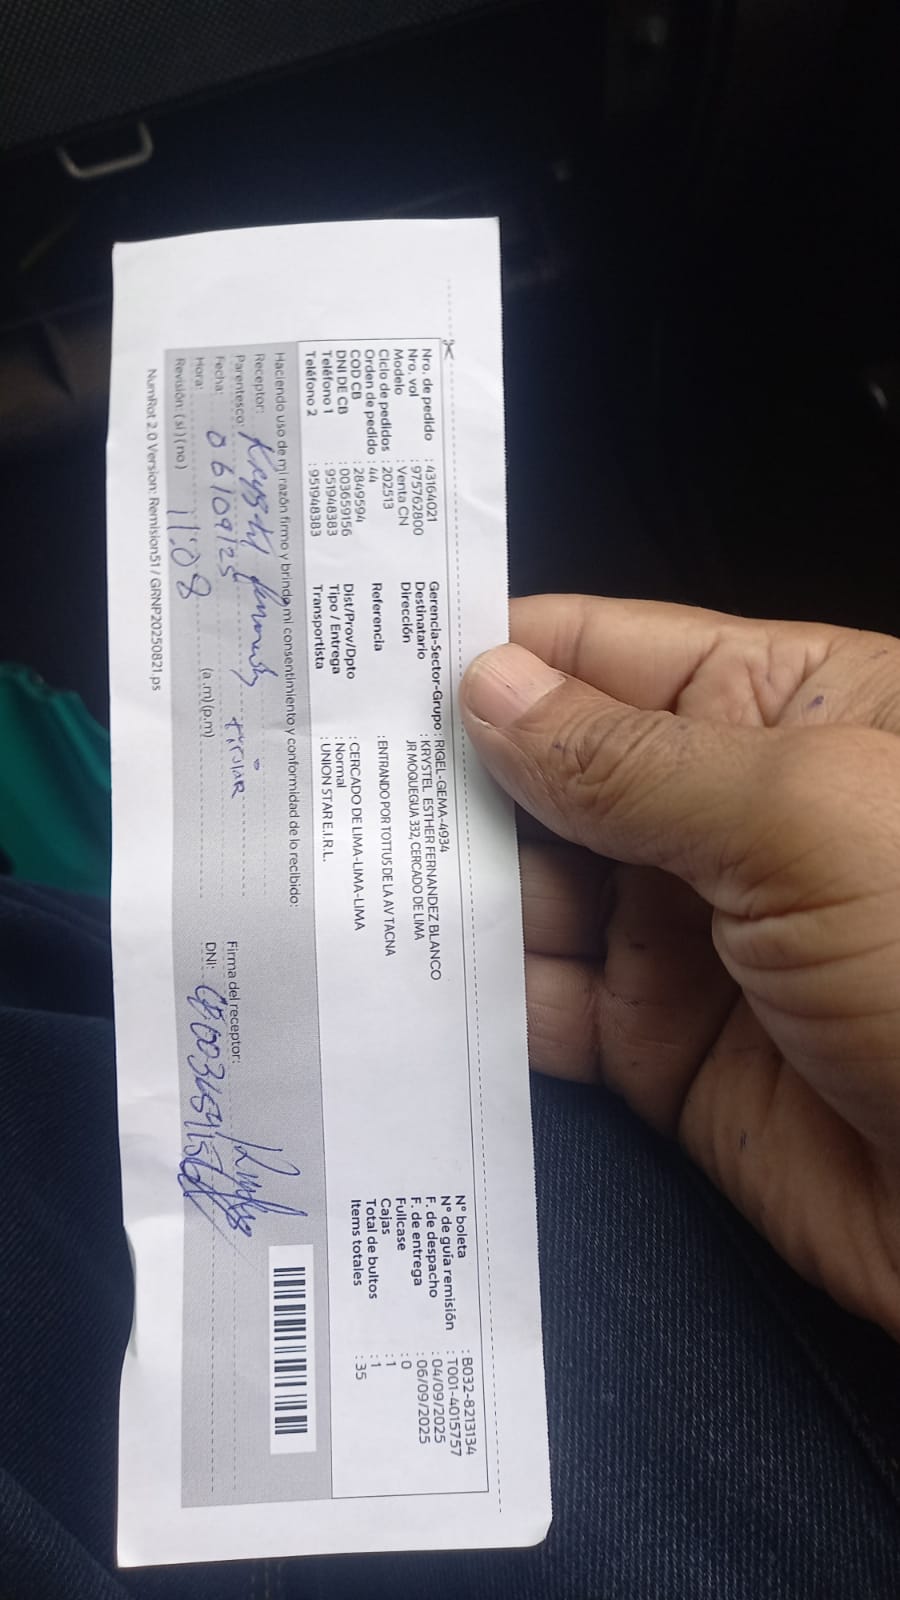 Nro. de pedido : 43164021
Nro. vol : 975762800
Modelo : Venta CN
Ciclo de pedidos : 202513
Orden de pedido : 44
COD CB : 2849594
DNI DE CB : 003659156
Teléfono 1 : 951948383
Teléfono 2 : 951948383
Gerencia-Sector-Grupo : RIGEL-GEMA-4934
Destinatario : KRYSTEL ESTHER FERNANDEZ BLANCO
Dirección JR MOQUEGUA 332, CERCADO DE LIMA
Referencia : ENTRANDO POR TOTTUS DE LA AV TACNA
Dist/Prov/Dpto : CERCADO DE LIMA-LIMA-LIMA
Tipo / Entrega : Normal
Transportista : UNION STAR E.I.R.L.
N° boleta : B032-8213134
N° de guía remisión : T001-4015757
F. de despacho : 04/09/2025
F. de entrega : 06/09/2025
Fullcase : 0
Cajas : 1
Total de bultos : 1
Items totales : 35
Haciendo uso de mi razón firmo y brindo mi consentimiento y conformidad de lo recibido:
Receptor: Krystel
Parentesco: titular
Fecha: 06/09/25
Hora: 11:08 (a.m) (p.m)
Revisión: (si) (no)
Firma del receptor:
DNI: 003659156
NumRot 2.0 Version: Remision51 / GRNP20250821.ps